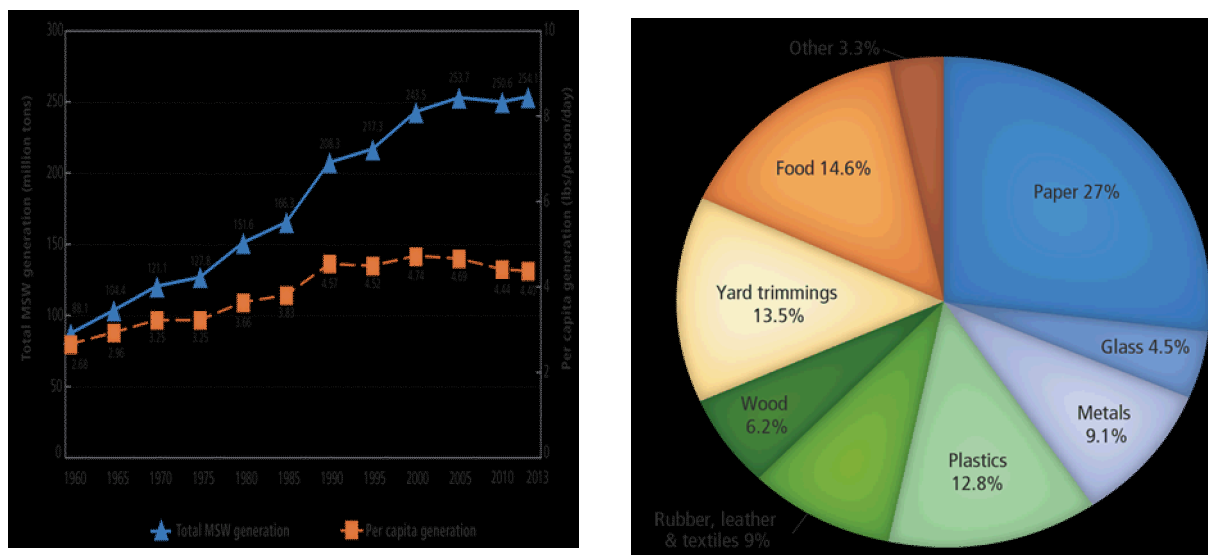 300
250
200
150
100
50
0
Total MSW generation (million tons)
10
8
6
4
2
0
Per capita generation (lbs/person/day)
88.1
104.4
121.1
127.8
151.6
166.3
208.3
217.3
243.5
253.7
250.6
254.1
2.68
2.96
3.25
3.25
3.66
3.83
4.57
4.52
4.74
4.69
4.44
4.40
1960 1965 1970 1975 1980 1985 1990 1995 2000 2005 2010 2013
Total MSW generation
Per capita generation
Other 3.3%
Paper 27%
Food 14.6%
Yard trimmings
13.5%
Glass 4.5%
Metals
9.1%
Wood
6.2%
Plastics
12.8%
Rubber, leather
& textiles 9%